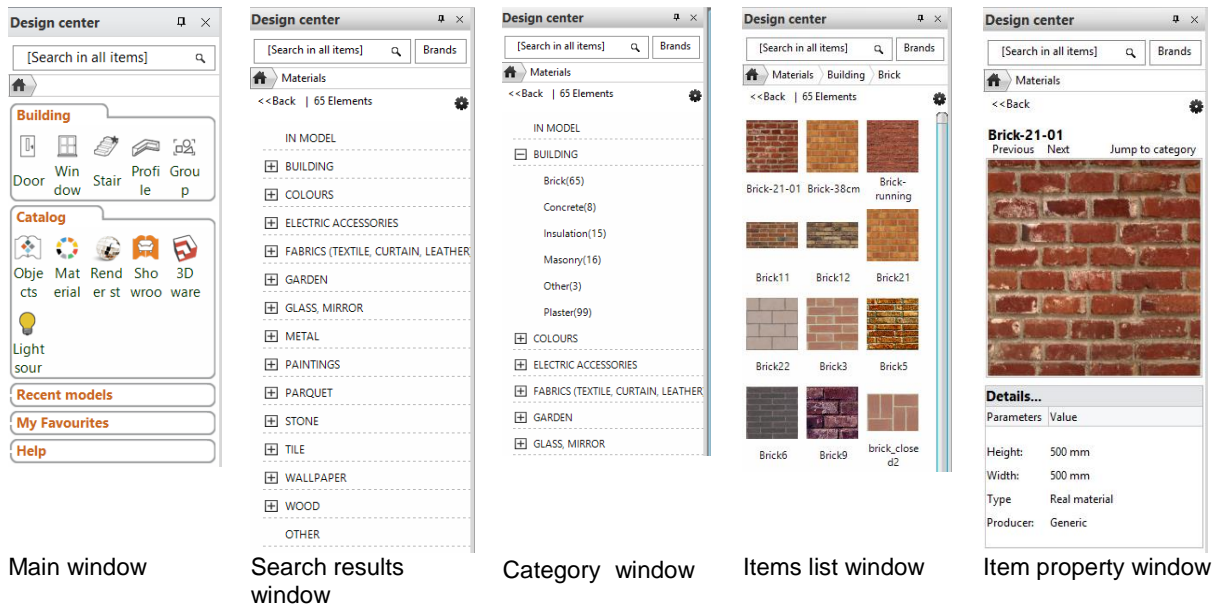 Design center
[Search in all items]
Building
Door
Win
dow
Stair
Profi
le
Grou
p
Catalog
Obje
cts
Mat
erial
Rend
er st
Sho
wroo
3D
ware
Light
sour
Recent models
My Favourites
Help
Main window
Design center
[Search in all items]
Brands
Materials
<<Back | 65 Elements
IN MODEL
BUILDING
COLOURS
ELECTRIC ACCESSORIES
FABRICS (TEXTILE, CURTAIN, LEATHER
GARDEN
GLASS, MIRROR
METAL
PAINTINGS
PARQUET
STONE
TILE
WALLPAPER
WOOD
OTHER
Search results
window
Design center
[Search in all items]
Brands
Materials
<<Back | 65 Elements
IN MODEL
BUILDING
Brick(65)
Concrete(8)
Insulation(15)
Masonry(16)
Other(3)
Plaster(99)
COLOURS
ELECTRIC ACCESSORIES
FABRICS (TEXTILE, CURTAIN, LEATHER
GARDEN
GLASS, MIRROR
Category window
Design center
[Search in all items]
Brands
Materials Building Brick
<<Back | 65 Elements
Brick-21-01 Brick-38cm Brick-
running
Brick11 Brick12 Brick21
Brick22 Brick3 Brick5
Brick6 Brick9 brick_close
d2
Items list window
Design center
[Search in all items]
Brands
Materials
<<Back
Brick-21-01
Previous Next Jump to category
Details...
Parameters Value
Height: 500 mm
Width: 500 mm
Type Real material
Producer: Generic
Item property window